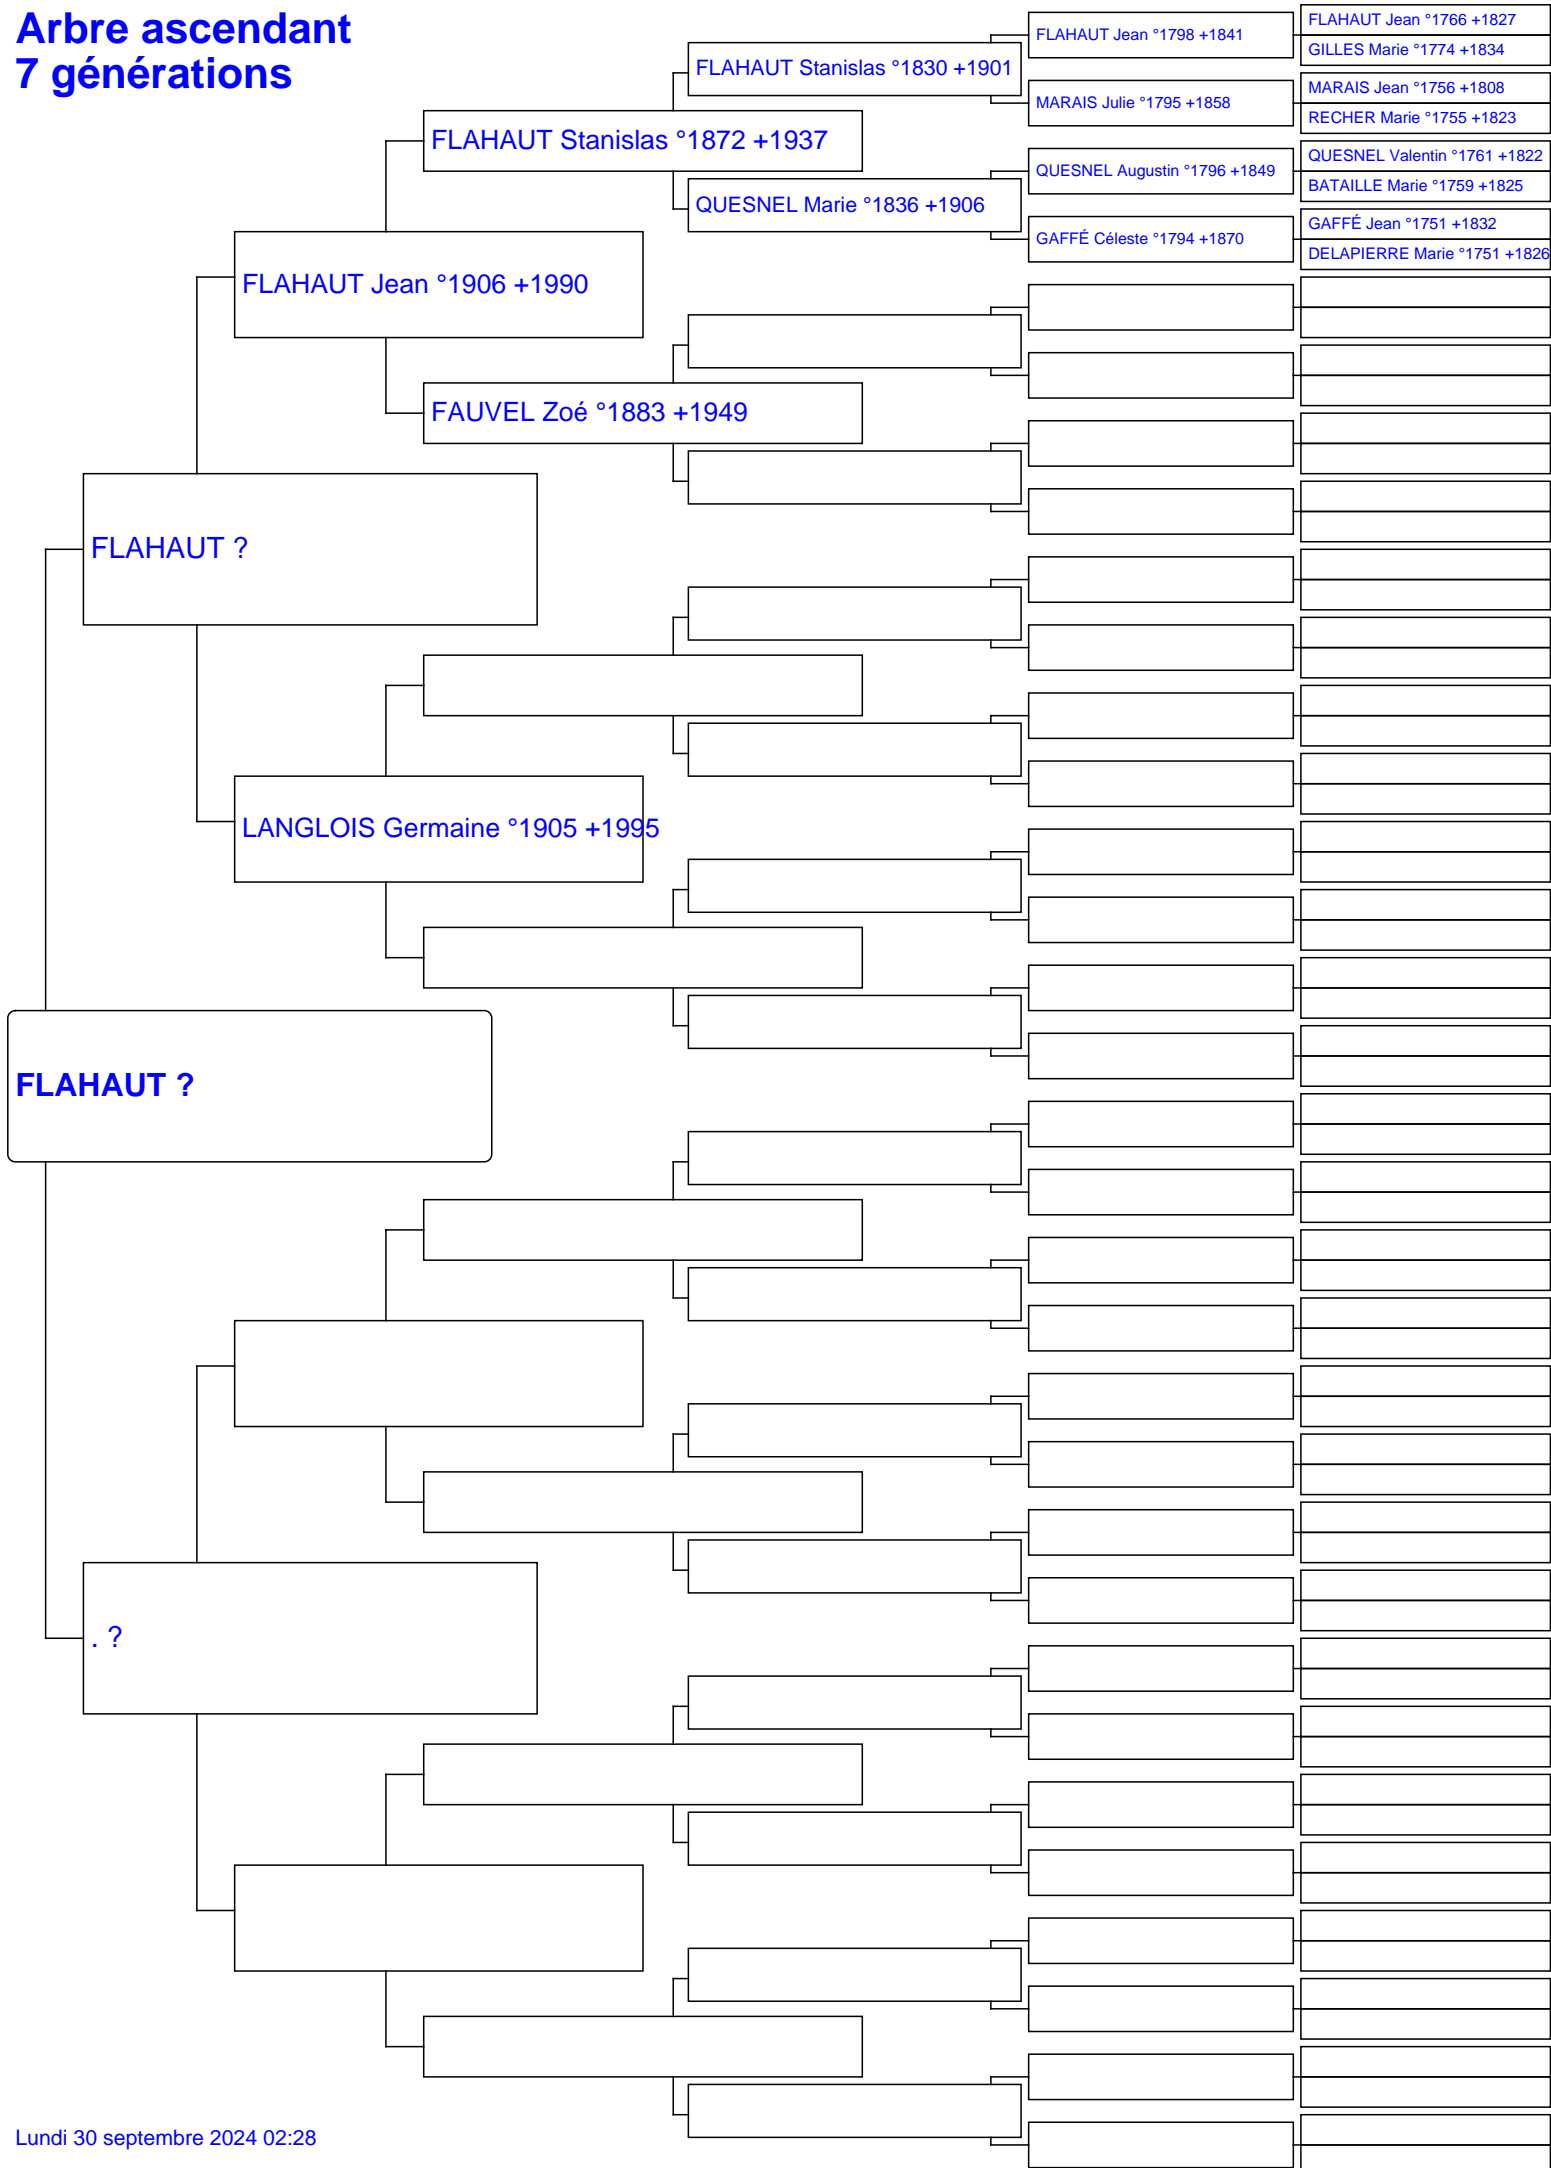 Arbre ascendant
7 générations
FLAHAUT Jean °1766 +1827
FLAHAUT Jean °1798 +1841
GILLES Marie °1774 +1834
FLAHAUT Stanislas °1830 +1901
MARAIS Jean °1756 +1808
MARAIS Julie °1795 +1858
RECHER Marie °1755 +1823
FLAHAUT Stanislas °1872 +1937
QUESNEL Valentin °1761 +1822
QUESNEL Augustin °1796 +1849
BATAILLE Marie °1759 +1825
QUESNEL Marie °1836 +1906
GAFFÉ Jean °1751 +1832
GAFFÉ Céleste °1794 +1870
DELAPIERRE Marie °1751 +1826
FLAHAUT Jean °1906 +1990
FAUVEL Zoé °1883 +1949
FLAHAUT ?
LANGLOIS Germaine °1905 +1995
FLAHAUT ?
. ?
Lundi 30 septembre 2024 02:28